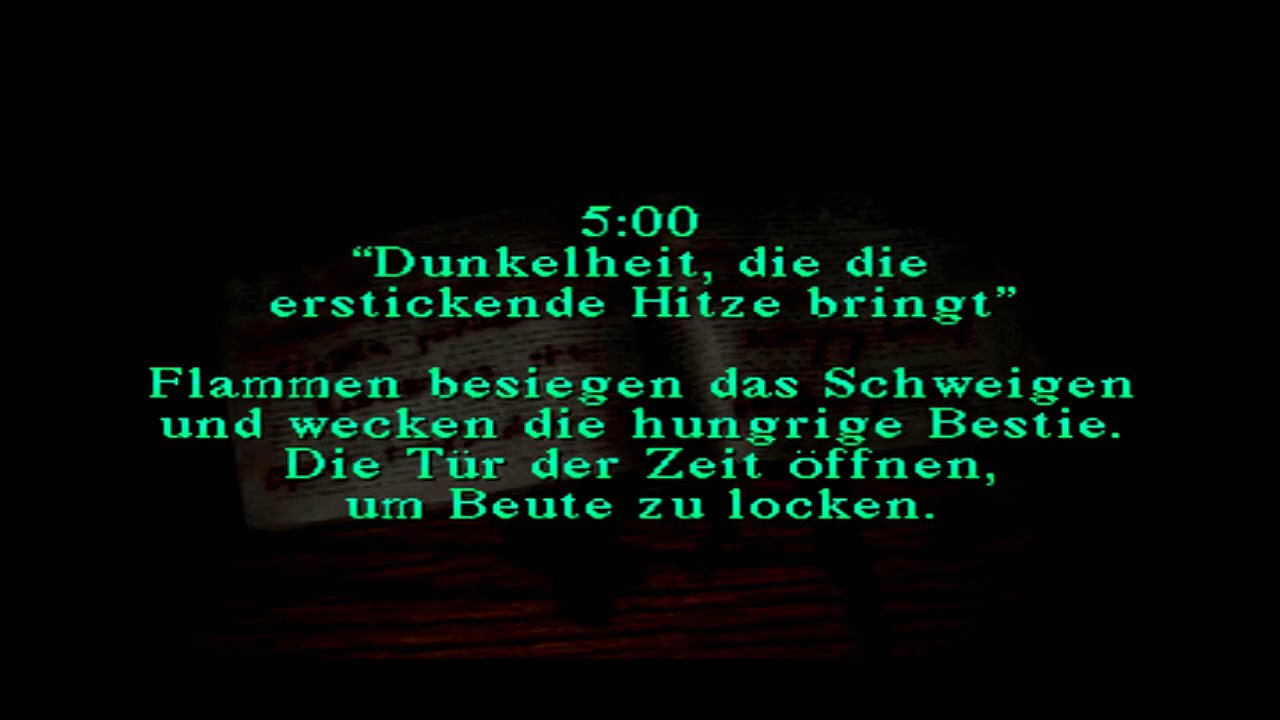 5:00
“Dunkelheit, die die
erstickende Hitze bringt”
Flammen besiegen das Schweigen
und wecken die hungrige Bestie.
Die Tür der Zeit öffnen,
um Beute zu locken.